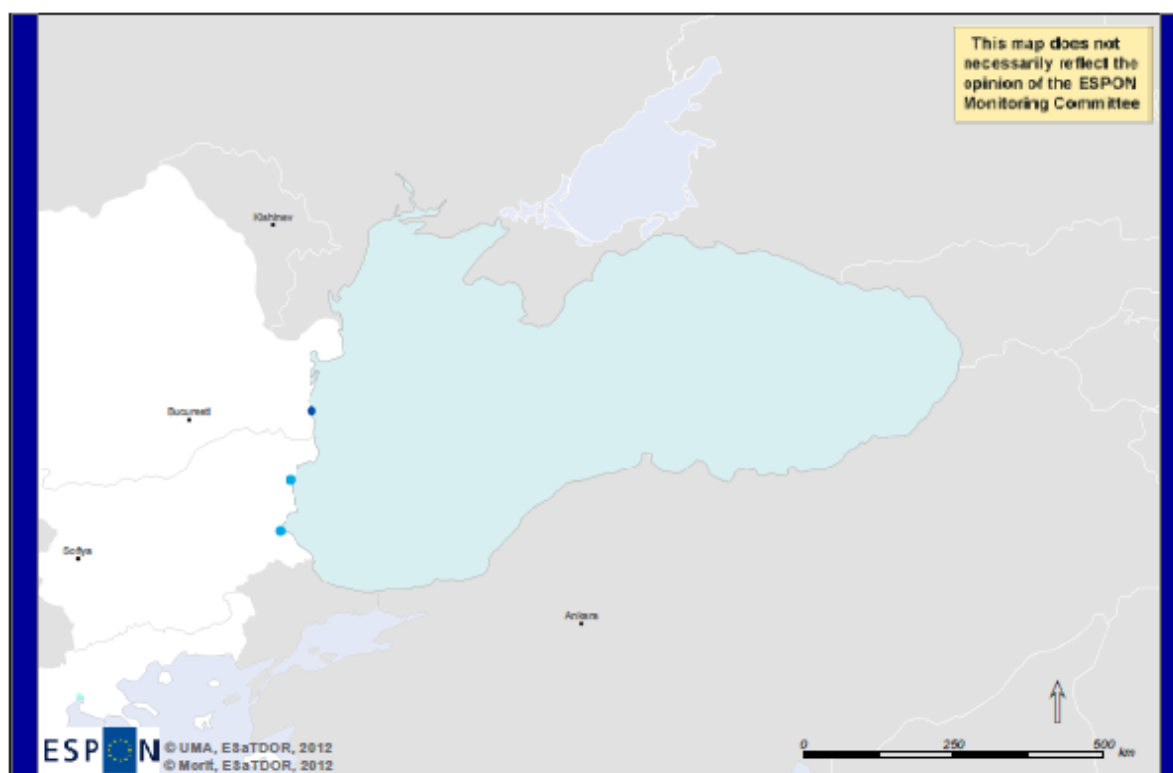 This map does not
necessarily reflect the
opinion of the ESPON
Monitoring Committee
Kishinev
Bucuresti
Sofiya
Ankara
ESPON
© UMA, ESaTDOR, 2012
© Morit, ESaTDOR, 2012
0 250 500 km